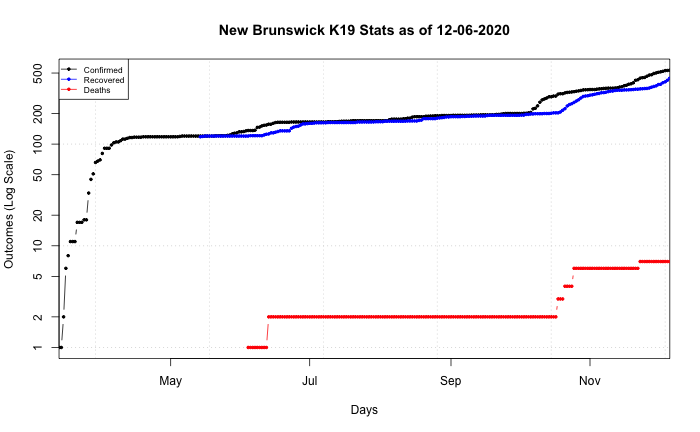 New Brunswick K19 Stats as of 12-06-2020
Confirmed
Recovered
Deaths
Outcomes (Log Scale)
500
200
100
50
20
10
5
2
1
May Jul Sep Nov
Days